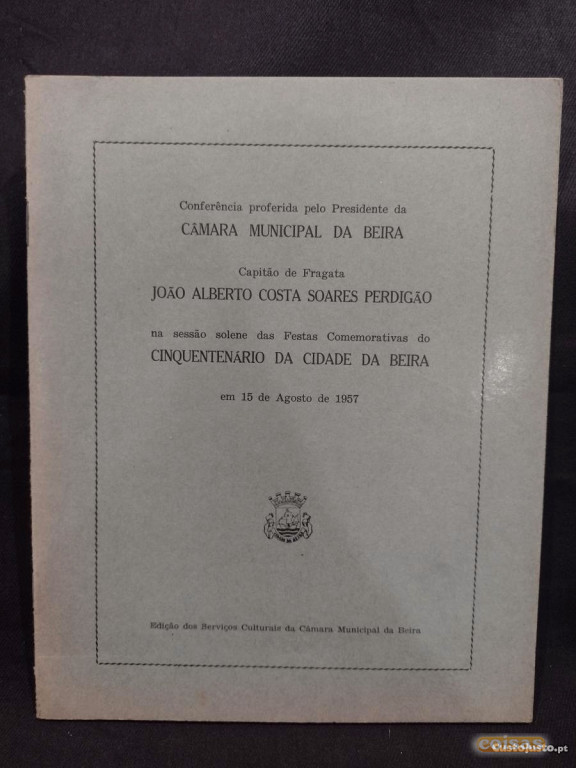 Conferência proferida pelo Presidente da
CÂMARA MUNICIPAL DA BEIRA
Capitão de Fragata
JOÃO ALBERTO COSTA SOARES PERDIGÃO
na sessão solene das Festas Comemorativas do
CINQUENTENÁRIO DA CIDADE DA BEIRA
em 15 de Agosto de 1957
Edição dos Serviços Culturais da Câmara Municipal da Beira
coisas
CustoJusto.pt